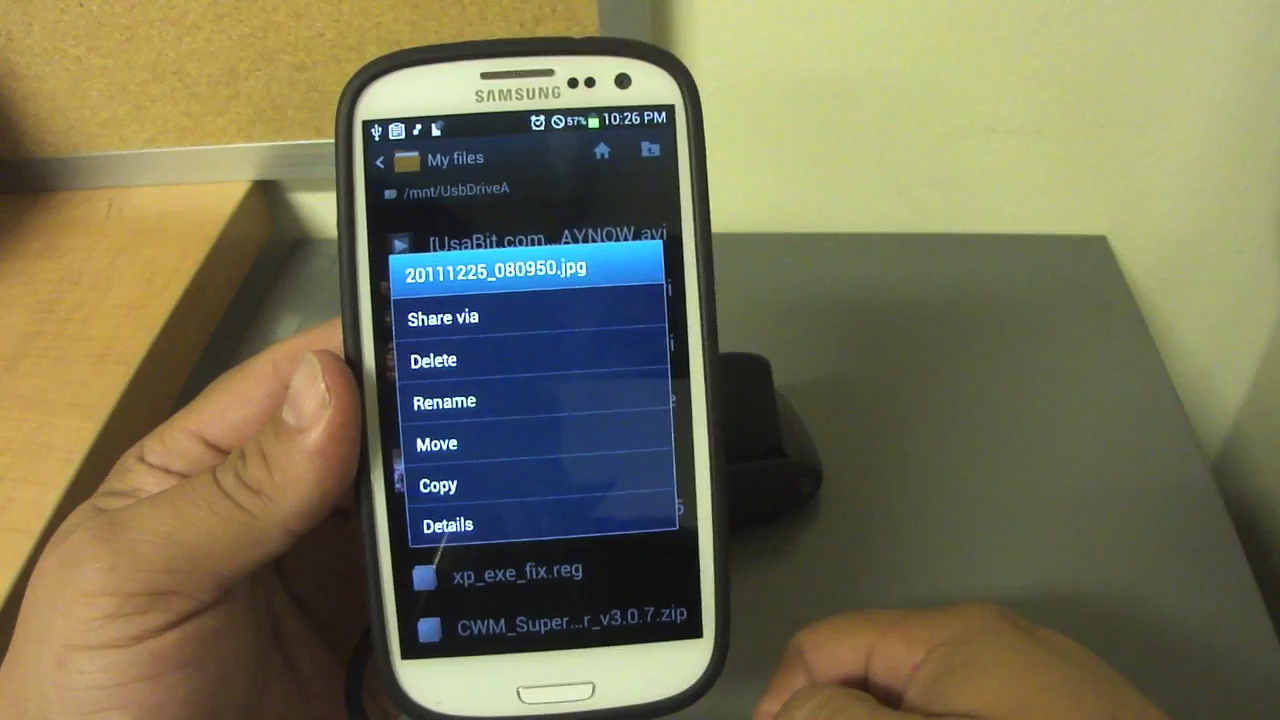 SAMSUNG
57% 10:26 PM
My files
/mnt/UsbDriveA
[UsaBit.com...AYNOW.avi
20111225_080950.jpg
Share via
Delete
Rename
Move
Copy
Details
xp_exe_fix.reg
CWM_Super...r_v3.0.7.zip